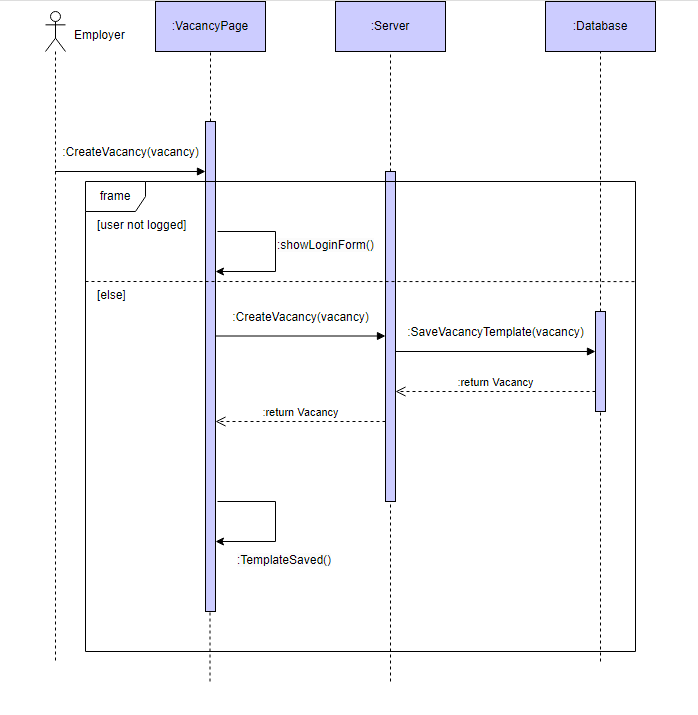 Employer
:VacancyPage
:Server
:Database
:CreateVacancy(vacancy)
frame
[user not logged]
:showLoginForm()
[else]
:CreateVacancy(vacancy)
:SaveVacancyTemplate(vacancy)
:return Vacancy
:return Vacancy
:TemplateSaved()